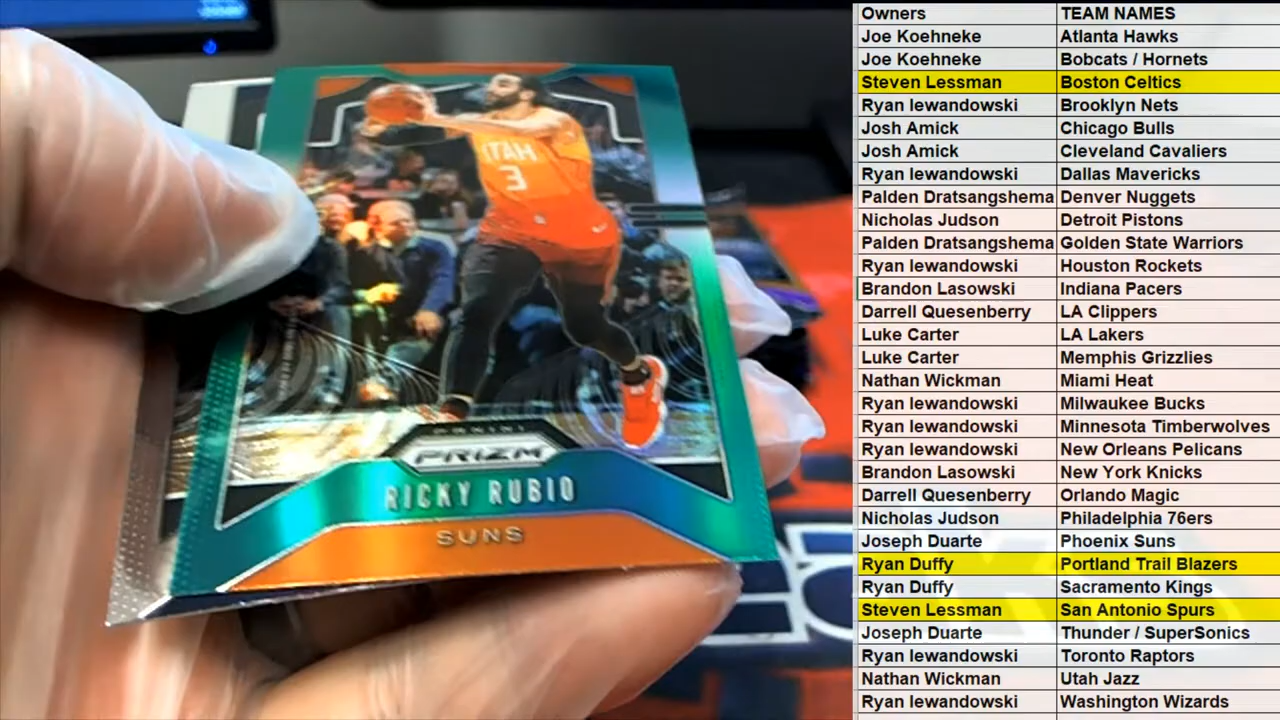 UTAH
3
PANINI
PRIZM
RICKY RUBIO
SUNS
Owners TEAM NAMES
Joe Koehneke Atlanta Hawks
Joe Koehneke Bobcats / Hornets
Steven Lessman Boston Celtics
Ryan lewandowski Brooklyn Nets
Josh Amick Chicago Bulls
Josh Amick Cleveland Cavaliers
Ryan lewandowski Dallas Mavericks
Palden Dratsangshema Denver Nuggets
Nicholas Judson Detroit Pistons
Palden Dratsangshema Golden State Warriors
Ryan lewandowski Houston Rockets
Brandon Lasowski Indiana Pacers
Darrell Quesenberry LA Clippers
Luke Carter LA Lakers
Luke Carter Memphis Grizzlies
Nathan Wickman Miami Heat
Ryan lewandowski Milwaukee Bucks
Ryan lewandowski Minnesota Timberwolves
Ryan lewandowski New Orleans Pelicans
Brandon Lasowski New York Knicks
Darrell Quesenberry Orlando Magic
Nicholas Judson Philadelphia 76ers
Joseph Duarte Phoenix Suns
Ryan Duffy Portland Trail Blazers
Ryan Duffy Sacramento Kings
Steven Lessman San Antonio Spurs
Joseph Duarte Thunder / SuperSonics
Ryan lewandowski Toronto Raptors
Nathan Wickman Utah Jazz
Ryan lewandowski Washington Wizards